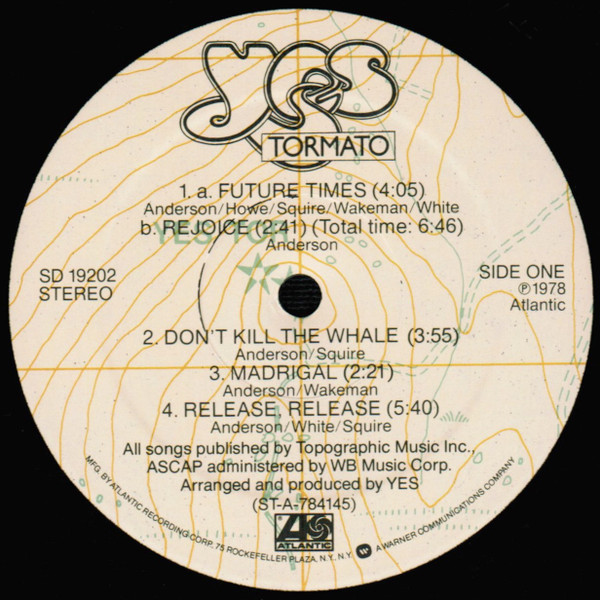 YES
TORMATO
1. a. FUTURE TIMES (4:05)
Anderson/Howe/Squire/Wakeman/White
b. REJOICE (2:41) (Total time: 6:46)
Anderson
YES TOR
SD 19202
STEREO
SIDE ONE
℗1978
Atlantic
2. DON'T KILL THE WHALE (3:55)
Anderson/Squire
3. MADRIGAL (2:21)
Anderson/Wakeman
4. RELEASE, RELEASE (5:40)
Anderson/White/Squire
All songs published by Topographic Music Inc.,
ASCAP administered by WB Music Corp.
Arranged and produced by YES
(ST-A-784145)
ATLANTIC
MFG. BY ATLANTIC RECORDING CORP., 75 ROCKEFELLER PLAZA, N.Y., N.Y. W A WARNER COMMUNICATIONS COMPANY